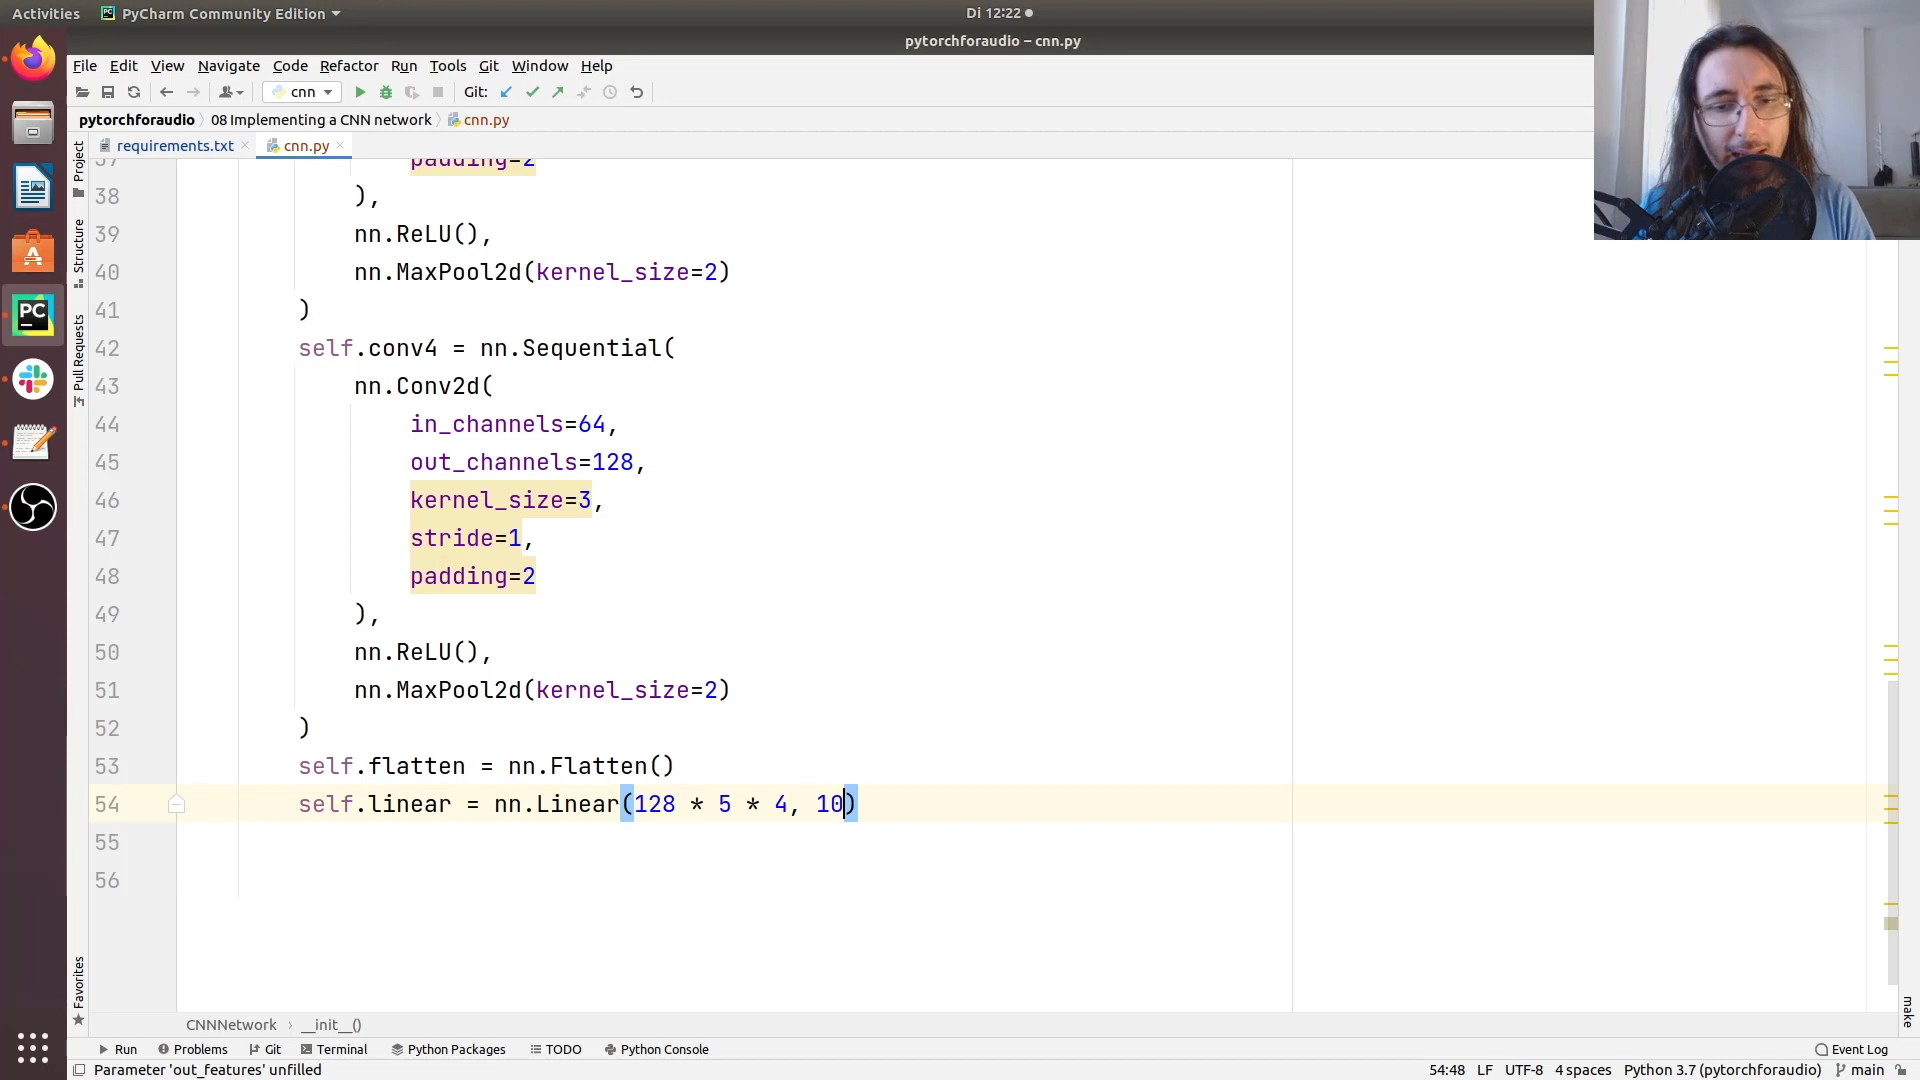 Activities PyCharm Community Edition Di 12:22
pytorchforaudio – cnn.py
File Edit View Navigate Code Refactor Run Tools Git Window Help
cnn Git:
pytorchforaudio 08 Implementing a CNN network cnn.py
requirements.txt cnn.py
Project
Structure
Pull Requests
Favorites
37 padding=2
38 ),
39 nn.ReLU(),
40 nn.MaxPool2d(kernel_size=2)
41 )
42 self.conv4 = nn.Sequential(
43 nn.Conv2d(
44 in_channels=64,
45 out_channels=128,
46 kernel_size=3,
47 stride=1,
48 padding=2
49 ),
50 nn.ReLU(),
51 nn.MaxPool2d(kernel_size=2)
52 )
53 self.flatten = nn.Flatten()
54 self.linear = nn.Linear(128 * 5 * 4, 10)
55
56
make
CNNNetwork › __init__()
Run Problems Git Terminal Python Packages TODO Python Console Event Log
Parameter 'out_features' unfilled 54:48 LF UTF-8 4 spaces Python 3.7 (pytorchforaudio) main